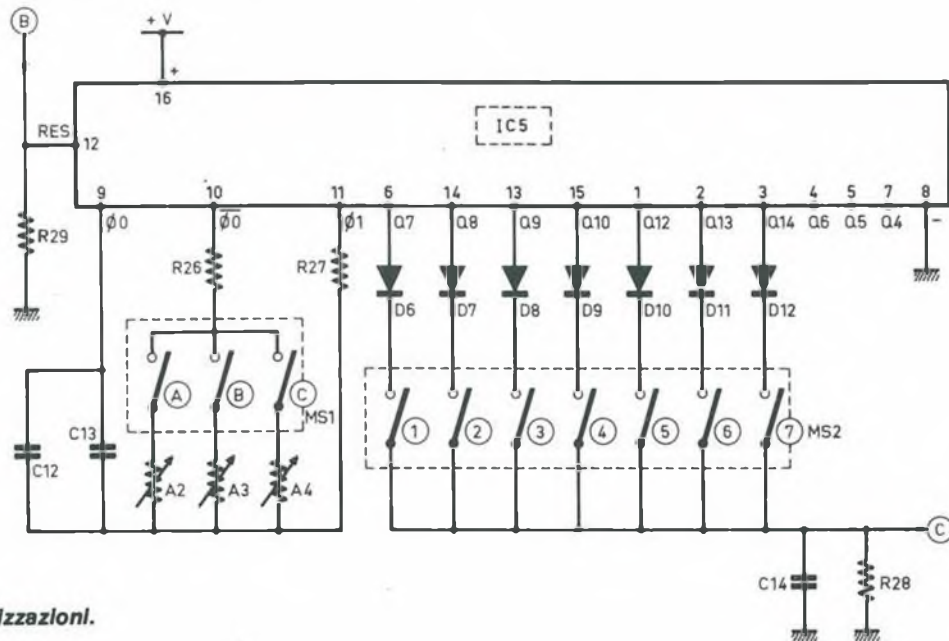 B
+ V
+
16
IC5
RES
12
9
10
11
6
14
13
15
1
2
3
4
5
7
8
Ø0
Ø0
Ø1
Q7
Q8
Q9
Q10
Q12
Q13
Q14
Q6
Q5
Q4
-
R29
R26
R27
D6
D7
D8
D9
D10
D11
D12
A
B
C
MS1
1
2
3
4
5
6
7
MS2
C12
C13
A2
A3
A4
C
C14
R28
izzazioni.